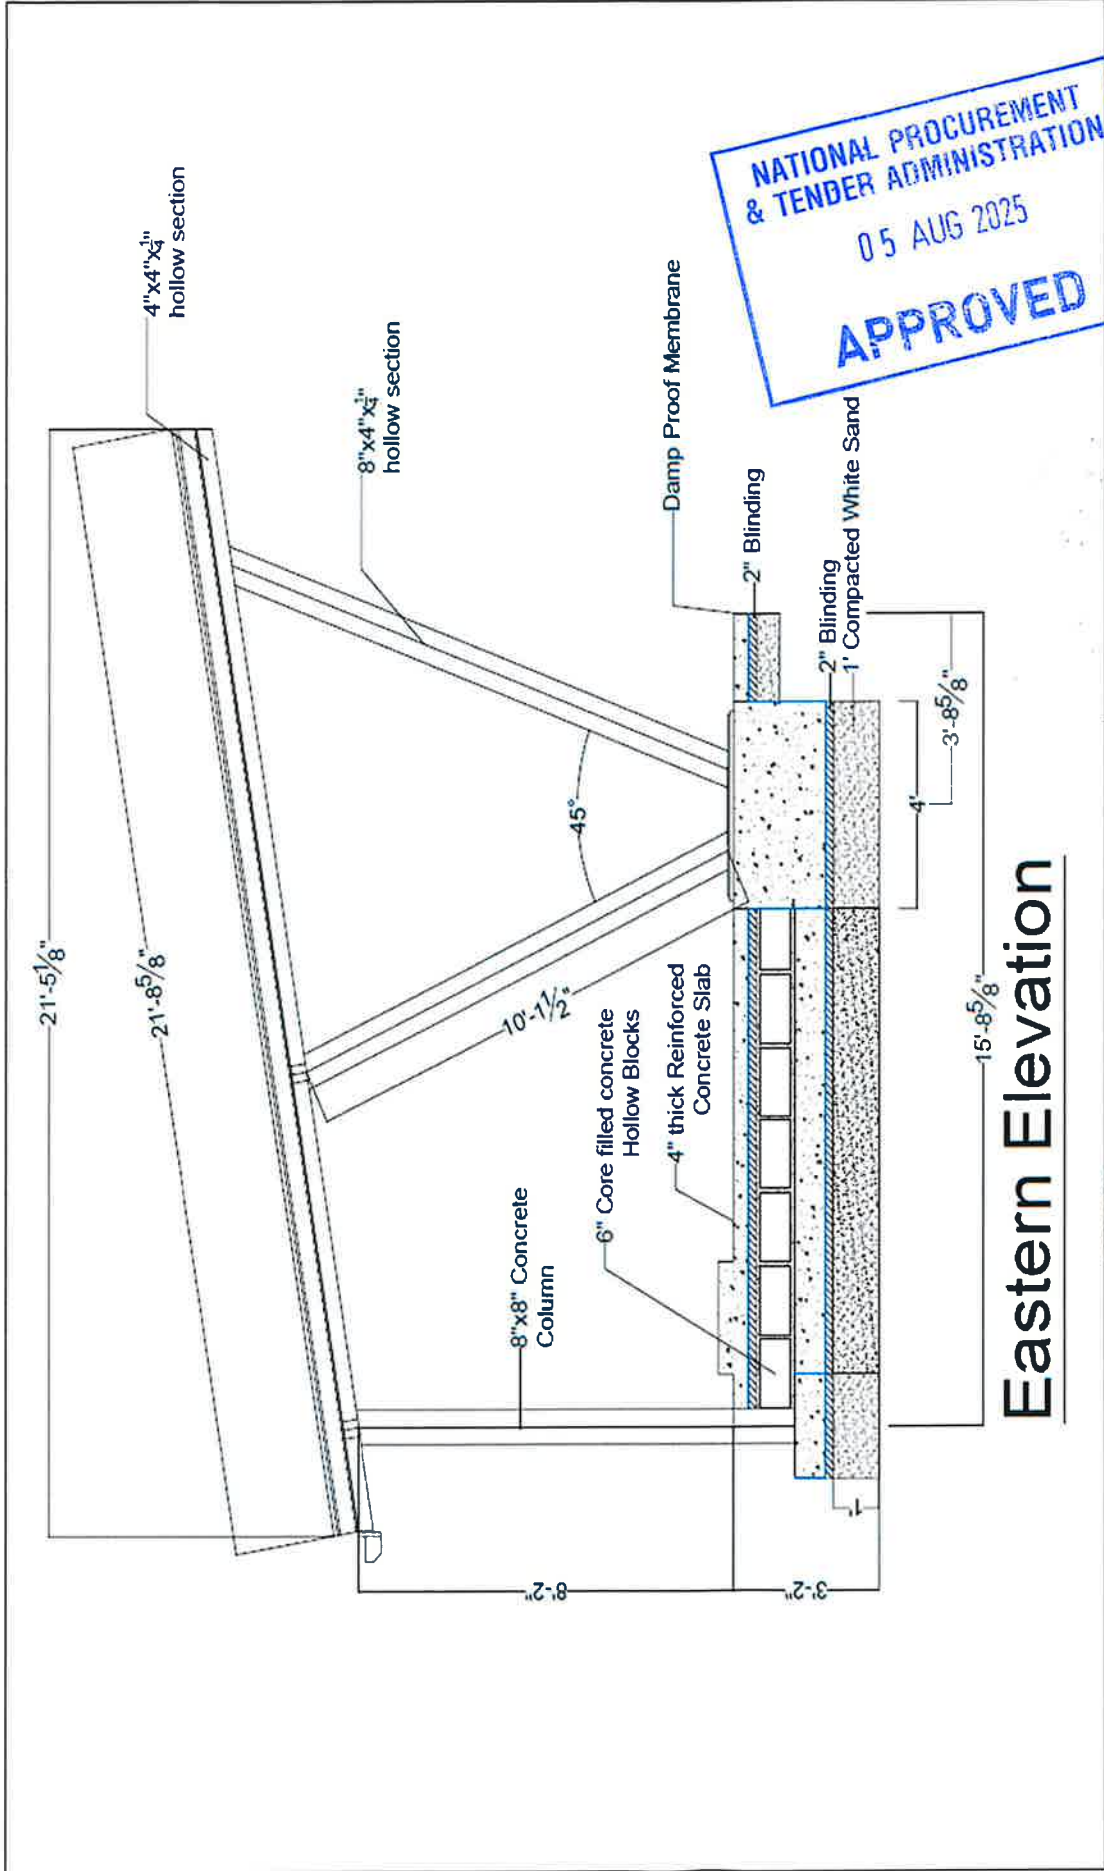 21'-5⅛"
21'-8⅝"
4"x4"x¼"
hollow section
8"x4"x¼"
hollow section
45°
10'-1½"
8"x8" Concrete
Column
6" Core filled concrete
Hollow Blocks
4" thick Reinforced
Concrete Slab
Damp Proof Membrane
2" Blinding
2" Blinding
1' Compacted White Sand
8'-2"
3'-2"
1'
4'
3'-8⅝"
15'-8⅝"
Eastern Elevation
NATIONAL PROCUREMENT
& TENDER ADMINISTRATION
05 AUG 2025
APPROVED